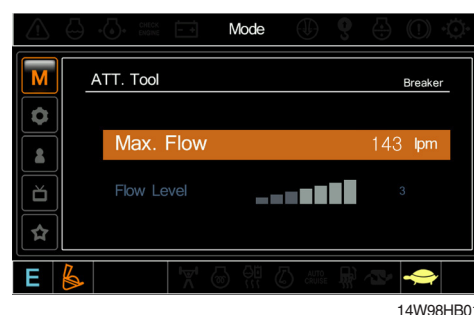 CHECK ENGINE
Mode
M
ATT. Tool
Breaker
Max. Flow
143 lpm
Flow Level
3
E
AUTO CRUISE
14W98HB01